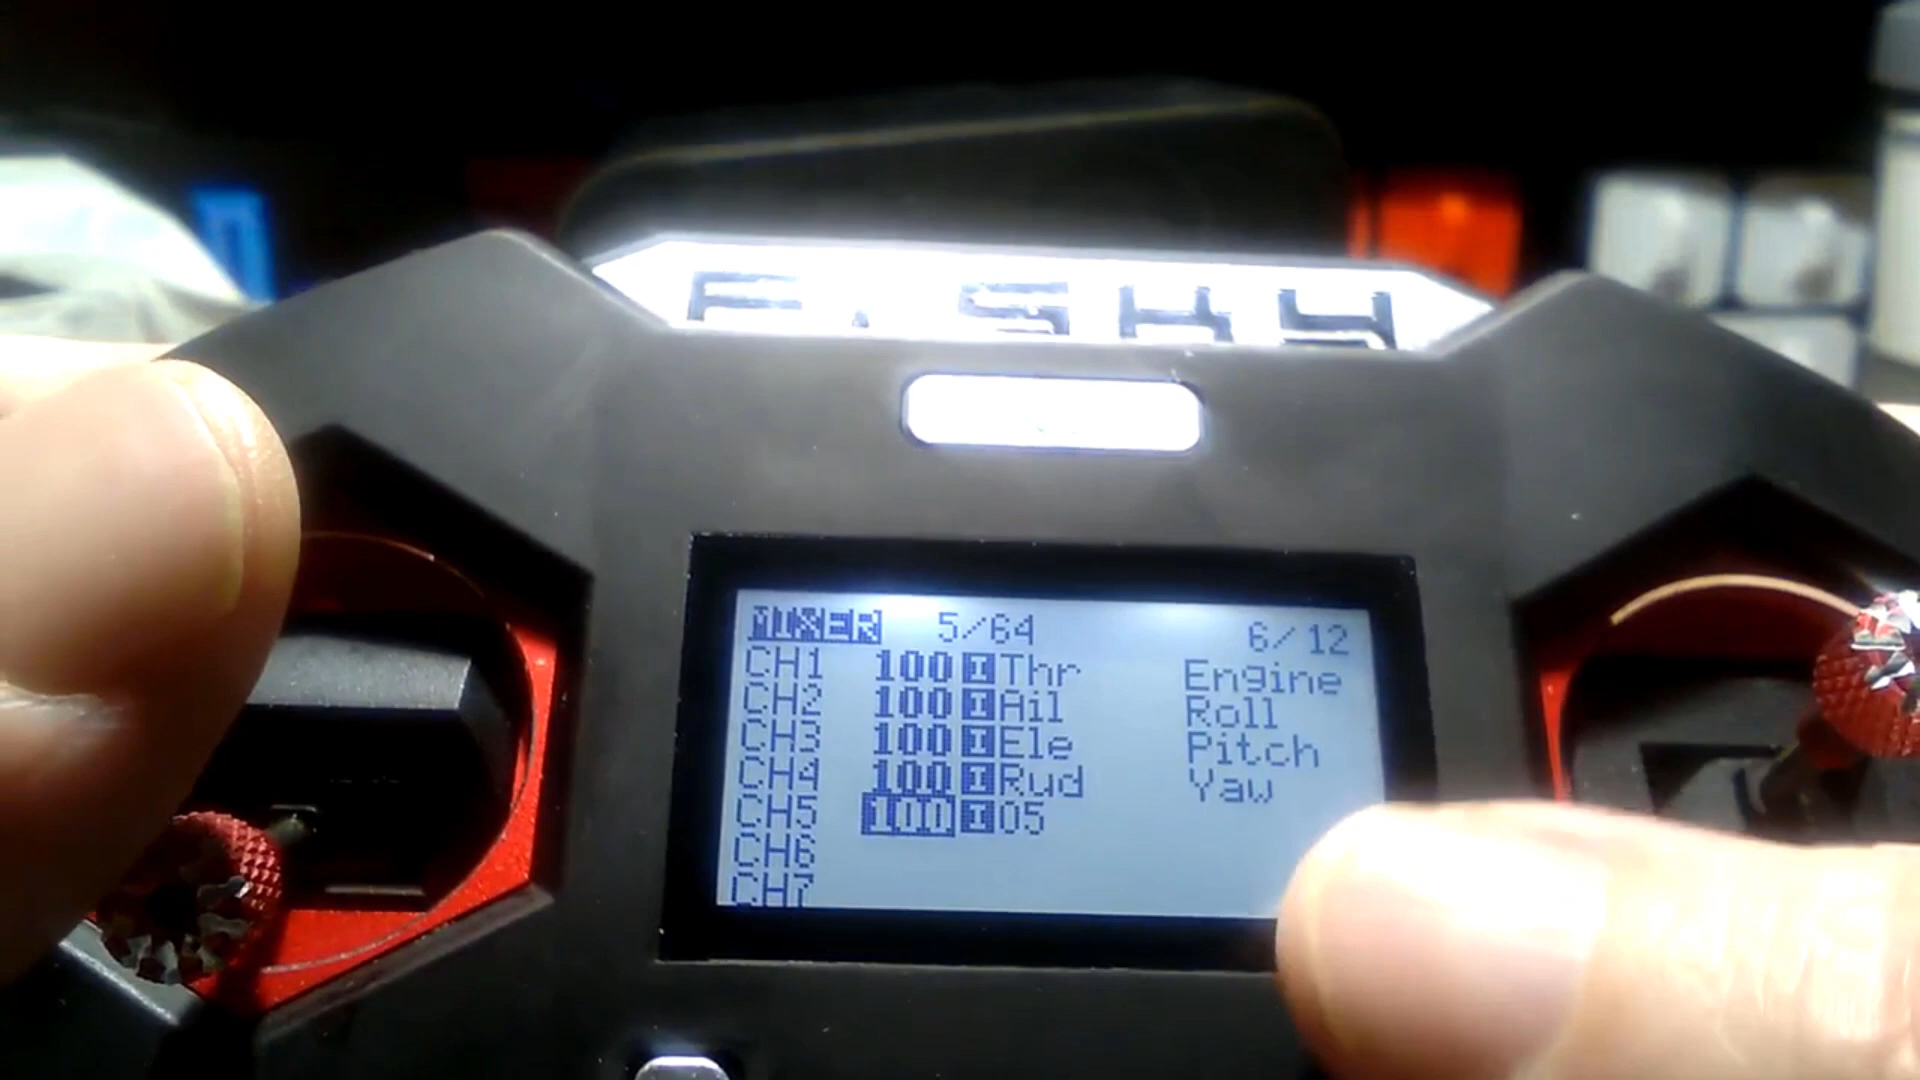 FLSKY
MIXER 5/64 6/12
CH1 100 I Thr Engine
CH2 100 I Ail Roll
CH3 100 I Ele Pitch
CH4 100 I Rud Yaw
CH5 100 I 05
CH6
CH7